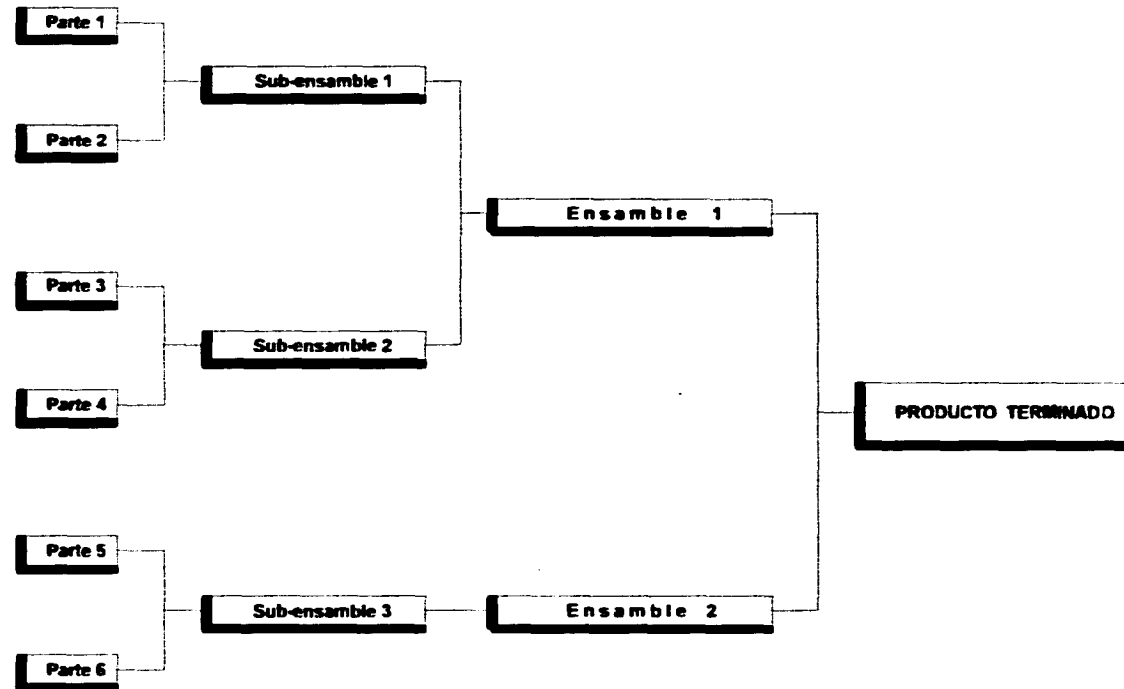 Parte 1
Sub-ensamble 1
Parte 2
Ensamble 1
Parte 3
Sub-ensamble 2
Parte 4
PRODUCTO TERMINADO
Parte 5
Sub-ensamble 3
Ensamble 2
Parte 6